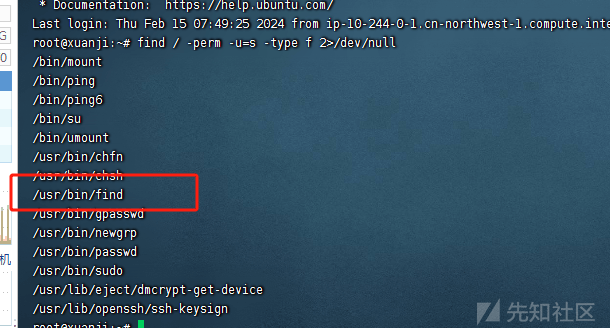 * Documentation:  https://help.ubuntu.com/
Last login: Thu Feb 15 07:49:25 2024 from ip-10-244-0-1.cn-northwest-1.compute.inte
root@xuanji:~# find / -perm -u=s -type f 2>/dev/null
/bin/mount
/bin/ping
/bin/ping6
/bin/su
/bin/umount
/usr/bin/chfn
/usr/bin/chsh
/usr/bin/find
/usr/bin/gpasswd
/usr/bin/newgrp
/usr/bin/passwd
/usr/bin/sudo
机
/usr/lib/eject/dmcrypt-get-device
/usr/lib/openssh/ssh-keysign
root@xuanji:~#
先知社区
G
0